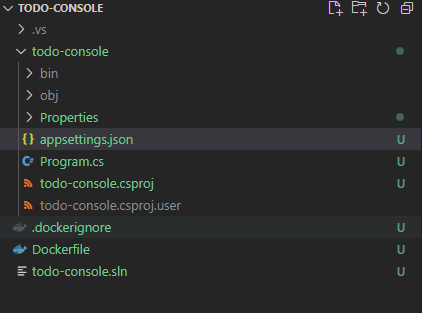 TODO-CONSOLE
.vs
todo-console
bin
obj
Properties
appsettings.json U
Program.cs U
todo-console.csproj U
todo-console.csproj.user
.dockerignore U
Dockerfile U
todo-console.sln U